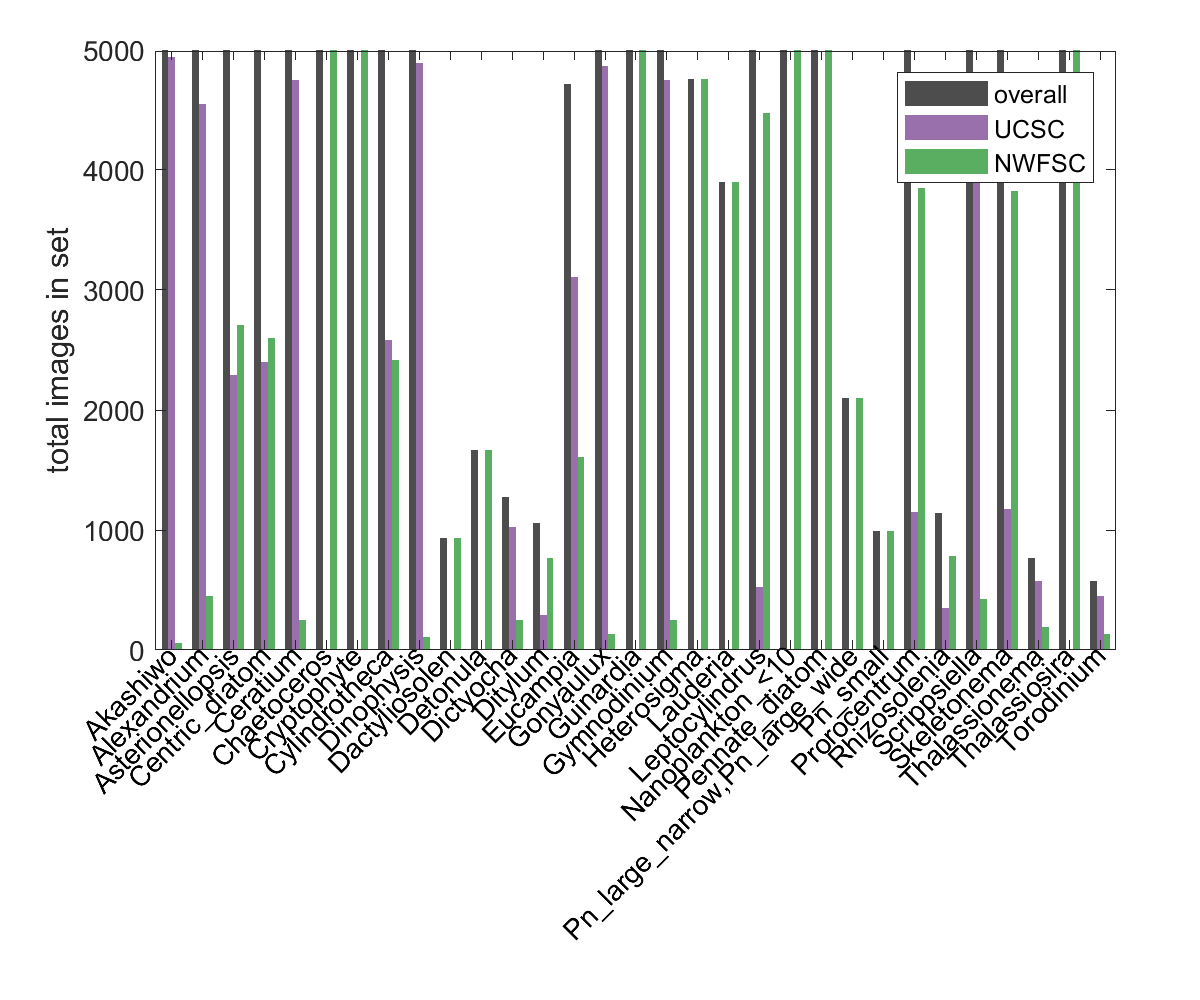 5000
4000
3000
2000
1000
0
total images in set
overall
UCSC
NWFSC
Akashiwo
Alexandrium
Asterionellopsis
Centric_diatom
Ceratium
Chaetoceros
Cryptophyte
Cylindrotheca
Dinophysis
Dactyliosolen
Detonula
Dictyocha
Ditylum
Eucampia
Gonyaulux
Guinardia
Gymnodinium
Heterosigma
Lauderia
Leptocylindrus
Nanoplankton_<10
Pennate_diatom
Pn_large_narrow,Pn_large_wide
Pn_small
Prorocentrum
Rhizosolenia
Scrippsiella
Skeletonema
Thalassionema
Thalassiosira
Torodinium